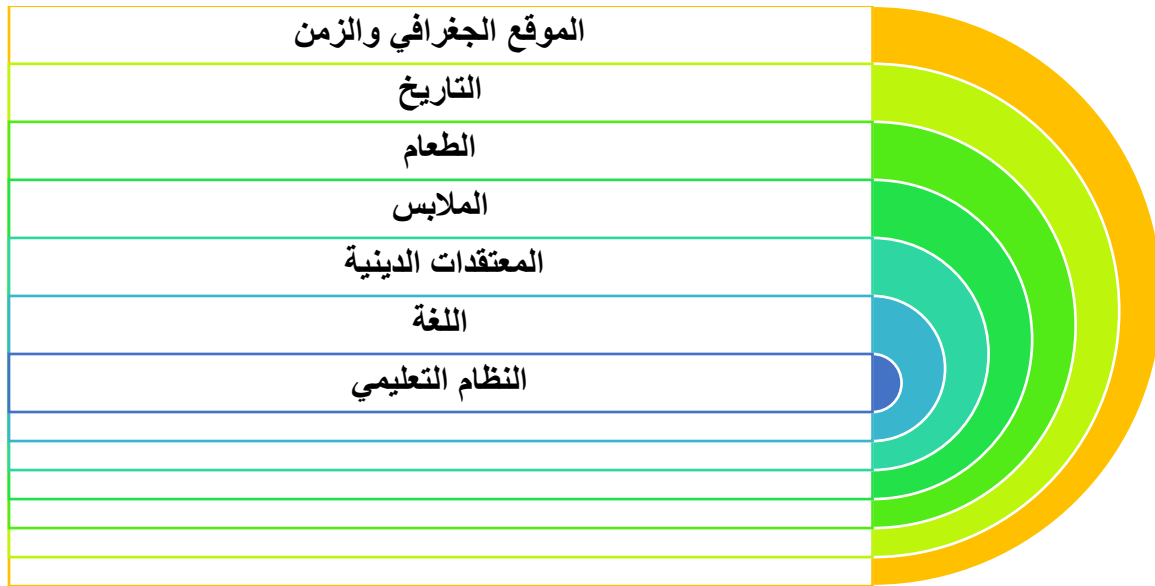 الموقع الجغرافي والزمن
التاريخ
الطعام
الملابس
المعتقدات الدينية
اللغة
النظام التعليمي